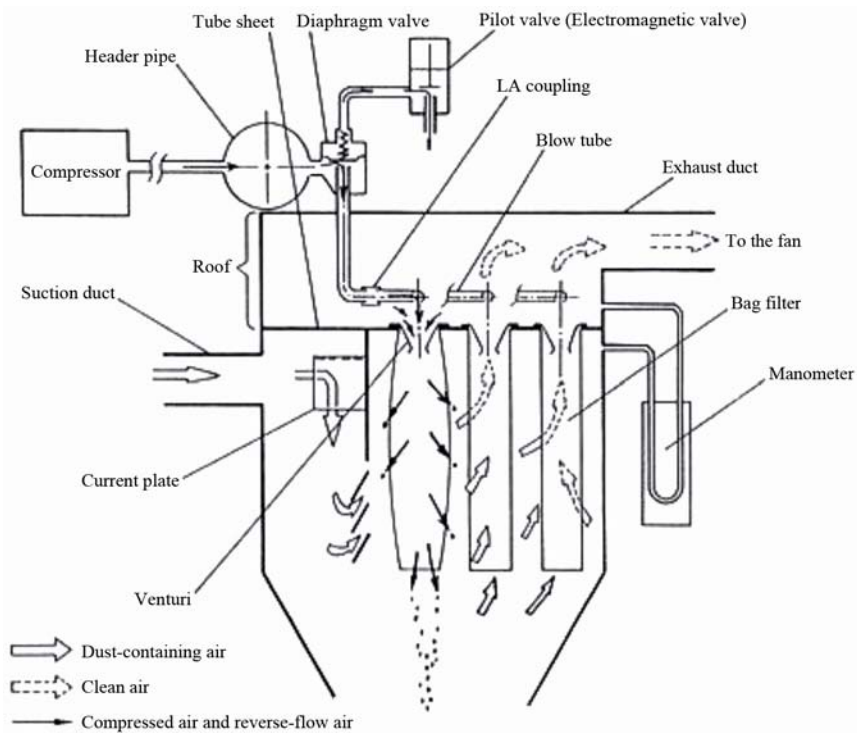 Tube sheet
Diaphragm valve
Pilot valve (Electromagnetic valve)
Header pipe
LA coupling
Blow tube
Compressor
Exhaust duct
To the fan
Roof
Suction duct
Bag filter
Manometer
Current plate
Venturi
Dust-containing air
Clean air
Compressed air and reverse-flow air